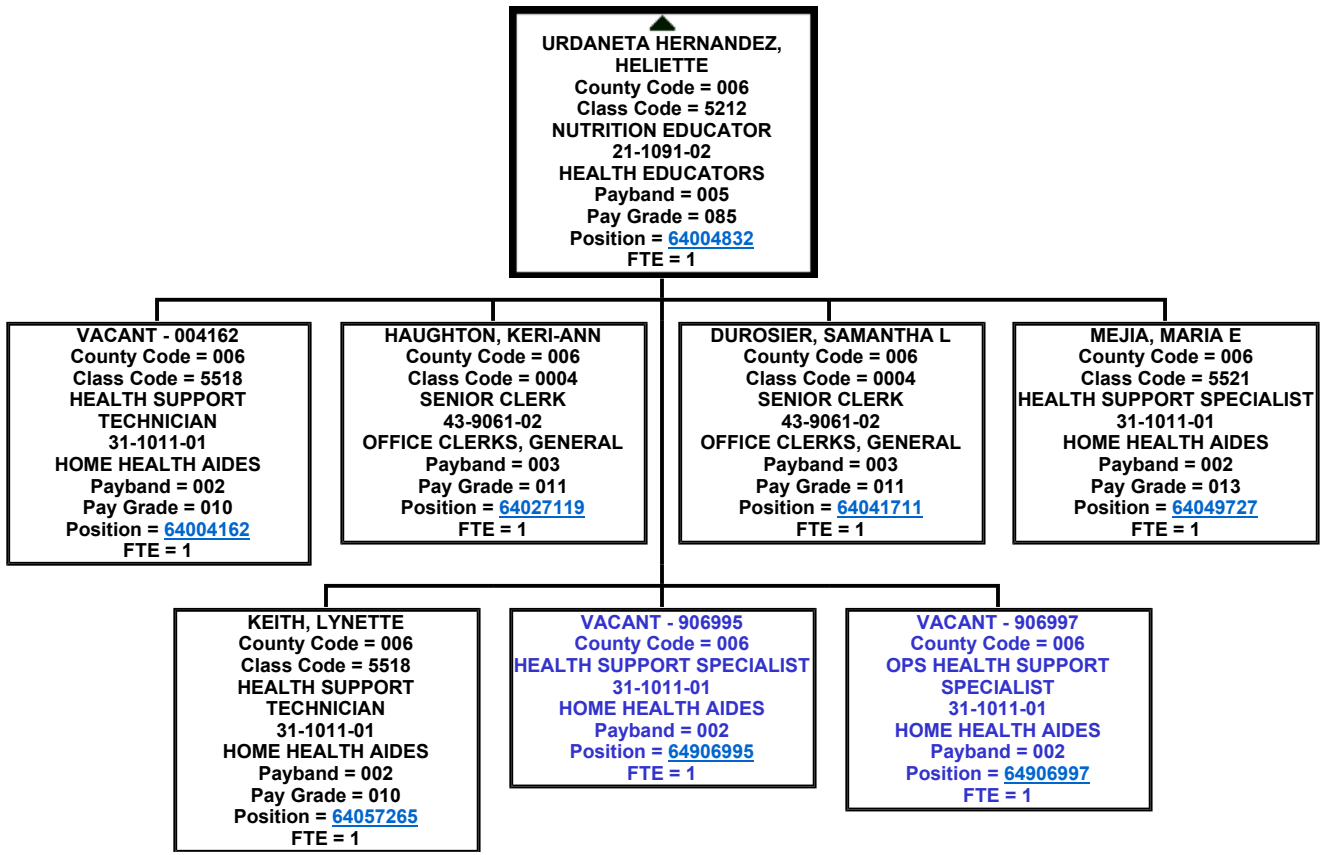 URDANETA HERNANDEZ,
HELIETTE
County Code = 006
Class Code = 5212
NUTRITION EDUCATOR
21-1091-02
HEALTH EDUCATORS
Payband = 005
Pay Grade = 085
Position = 64004832
FTE = 1
VACANT - 004162
County Code = 006
Class Code = 5518
HEALTH SUPPORT
TECHNICIAN
31-1011-01
HOME HEALTH AIDES
Payband = 002
Pay Grade = 010
Position = 64004162
FTE = 1
HAUGHTON, KERI-ANN
County Code = 006
Class Code = 0004
SENIOR CLERK
43-9061-02
OFFICE CLERKS, GENERAL
Payband = 003
Pay Grade = 011
Position = 64027119
FTE = 1
DUROSIER, SAMANTHA L
County Code = 006
Class Code = 0004
SENIOR CLERK
43-9061-02
OFFICE CLERKS, GENERAL
Payband = 003
Pay Grade = 011
Position = 64041711
FTE = 1
MEJIA, MARIA E
County Code = 006
Class Code = 5521
HEALTH SUPPORT SPECIALIST
31-1011-01
HOME HEALTH AIDES
Payband = 002
Pay Grade = 013
Position = 64049727
FTE = 1
KEITH, LYNETTE
County Code = 006
Class Code = 5518
HEALTH SUPPORT
TECHNICIAN
31-1011-01
HOME HEALTH AIDES
Payband = 002
Pay Grade = 010
Position = 64057265
FTE = 1
VACANT - 906995
County Code = 006
HEALTH SUPPORT SPECIALIST
31-1011-01
HOME HEALTH AIDES
Payband = 002
Position = 64906995
FTE = 1
VACANT - 906997
County Code = 006
OPS HEALTH SUPPORT
SPECIALIST
31-1011-01
HOME HEALTH AIDES
Payband = 002
Position = 64906997
FTE = 1